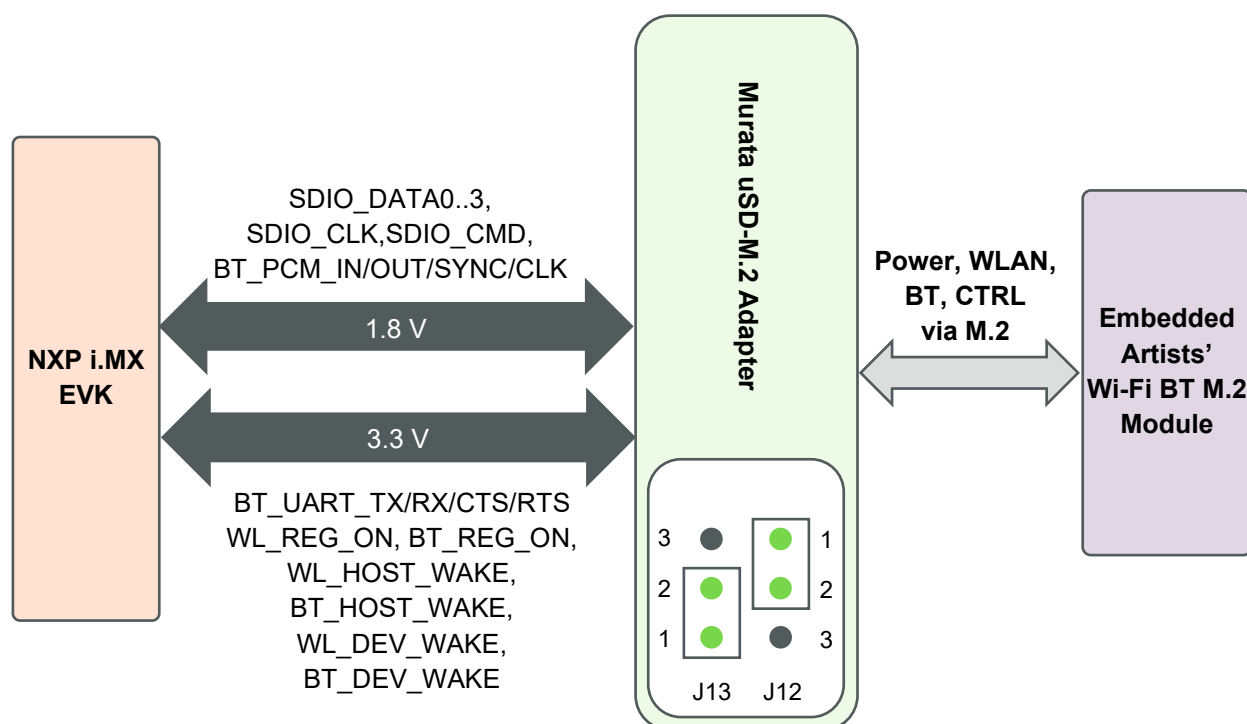 NXP i.MX
EVK
SDIO_DATA0..3,
SDIO_CLK,SDIO_CMD,
BT_PCM_IN/OUT/SYNC/CLK
1.8 V
3.3 V
BT_UART_TX/RX/CTS/RTS
WL_REG_ON, BT_REG_ON,
WL_HOST_WAKE,
BT_HOST_WAKE,
WL_DEV_WAKE,
BT_DEV_WAKE
Murata uSD-M.2 Adapter
3 1
2 2
1 3
J13 J12
Power, WLAN,
BT, CTRL
via M.2
Embedded
Artists’
Wi-Fi BT M.2
Module